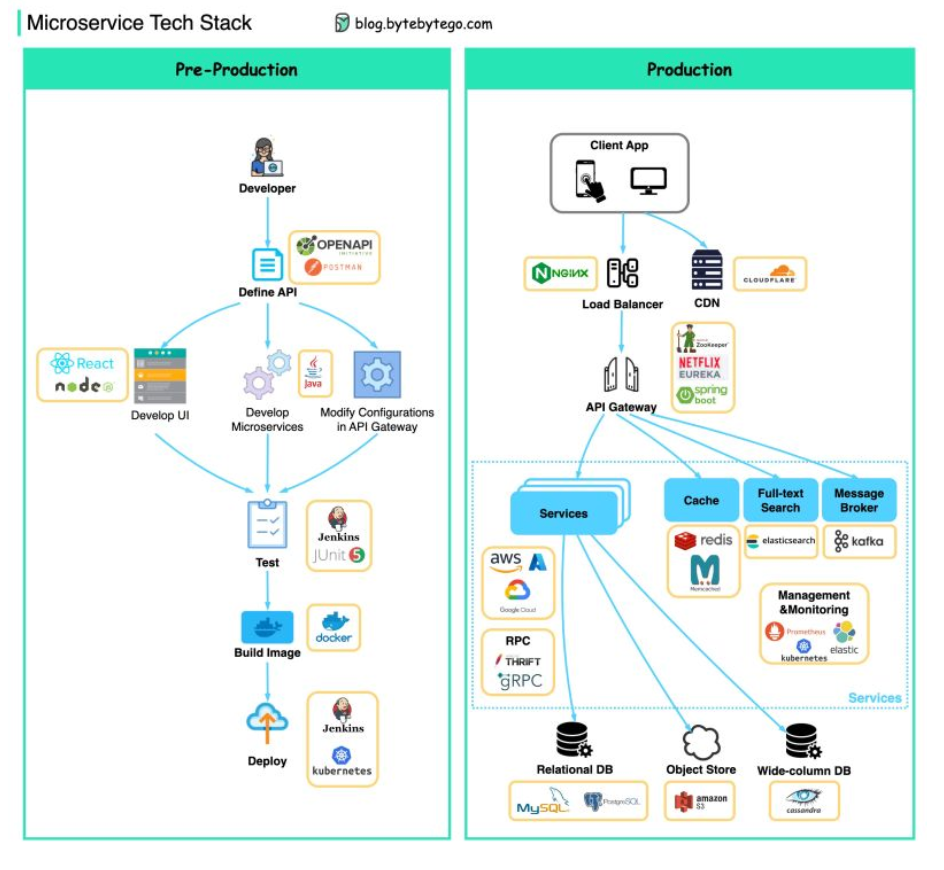 Microservice Tech Stack
blog.bytebytego.com
Pre-Production
Developer
OPENAPI
INITIATIVE
POSTMAN
Define API
React
node
JS
Develop UI
Java
Develop
Microservices
Modify Configurations
in API Gateway
Jenkins
JUnit 5
Test
docker
Build Image
Jenkins
kubernetes
Deploy
Production
Client App
NGINX
Load Balancer
CDN
CLOUDFLARE
ZooKeeper
NETFLIX
EUREKA
spring
boot
API Gateway
Services
Cache
Full-text
Search
Message
Broker
aws
Google Cloud
redis
Memcached
elasticsearch
kafka
RPC
THRIFT
gRPC
Management
&Monitoring
Prometheus
kubernetes
elastic
Services
Relational DB
Object Store
Wide-column DB
MySQL
PostgreSQL
amazon
S3
cassandra